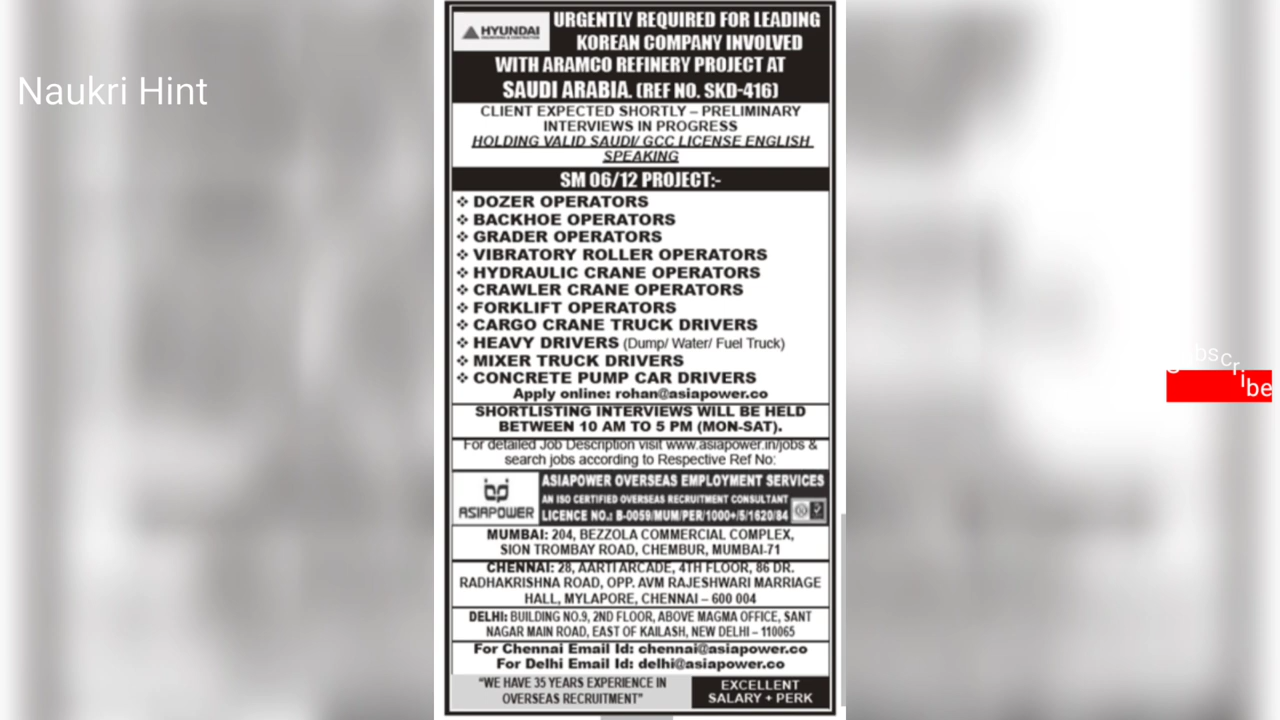 Naukri Hint
HYUNDAI
ENGINEERING & CONSTRUCTION
URGENTLY REQUIRED FOR LEADING
KOREAN COMPANY INVOLVED
WITH ARAMCO REFINERY PROJECT AT
SAUDI ARABIA. (REF NO. SKD-416)
CLIENT EXPECTED SHORTLY – PRELIMINARY
INTERVIEWS IN PROGRESS
HOLDING VALID SAUDI/ GCC LICENSE ENGLISH
SPEAKING
SM 06/12 PROJECT:-
❖ DOZER OPERATORS
❖ BACKHOE OPERATORS
❖ GRADER OPERATORS
❖ VIBRATORY ROLLER OPERATORS
❖ HYDRAULIC CRANE OPERATORS
❖ CRAWLER CRANE OPERATORS
❖ FORKLIFT OPERATORS
❖ CARGO CRANE TRUCK DRIVERS
❖ HEAVY DRIVERS (Dump/ Water/ Fuel Truck)
❖ MIXER TRUCK DRIVERS
❖ CONCRETE PUMP CAR DRIVERS
Apply online: rohan@asiapower.co
SHORTLISTING INTERVIEWS WILL BE HELD
BETWEEN 10 AM TO 5 PM (MON-SAT).
For detailed Job Description visit www.asiapower.in/jobs &
search jobs according to Respective Ref No:
ASIAPOWER
ASIAPOWER OVERSEAS EMPLOYMENT SERVICES
AN ISO CERTIFIED OVERSEAS RECRUITMENT CONSULTANT
LICENCE NO.: B-0059/MUM/PER/1000+/5/1620/84
MUMBAI: 204, BEZZOLA COMMERCIAL COMPLEX,
SION TROMBAY ROAD, CHEMBUR, MUMBAI-71
CHENNAI: 28, AARTI ARCADE, 4TH FLOOR, 86 DR.
RADHAKRISHNA ROAD, OPP. AVM RAJESHWARI MARRIAGE
HALL, MYLAPORE, CHENNAI – 600 004
DELHI: BUILDING NO.9, 2ND FLOOR, ABOVE MAGMA OFFICE, SANT
NAGAR MAIN ROAD, EAST OF KAILASH, NEW DELHI – 110065
For Chennai Email Id: chennai@asiapower.co
For Delhi Email Id: delhi@asiapower.co
"WE HAVE 35 YEARS EXPERIENCE IN
OVERSEAS RECRUITMENT"
EXCELLENT
SALARY + PERK